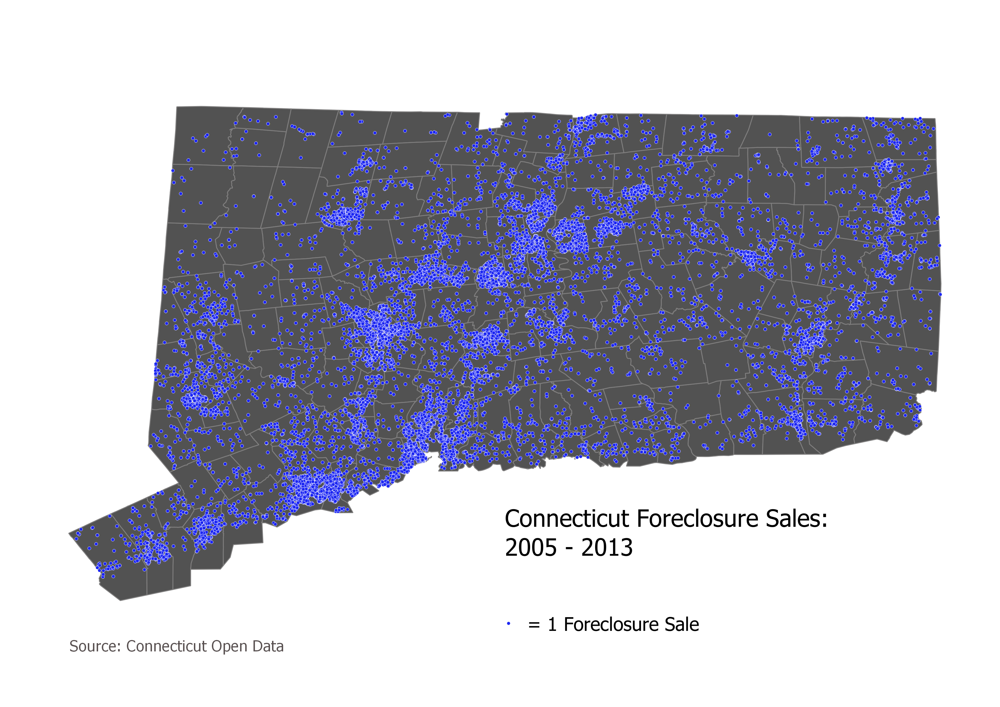 Connecticut Foreclosure Sales:
2005 - 2013
= 1 Foreclosure Sale
Source: Connecticut Open Data